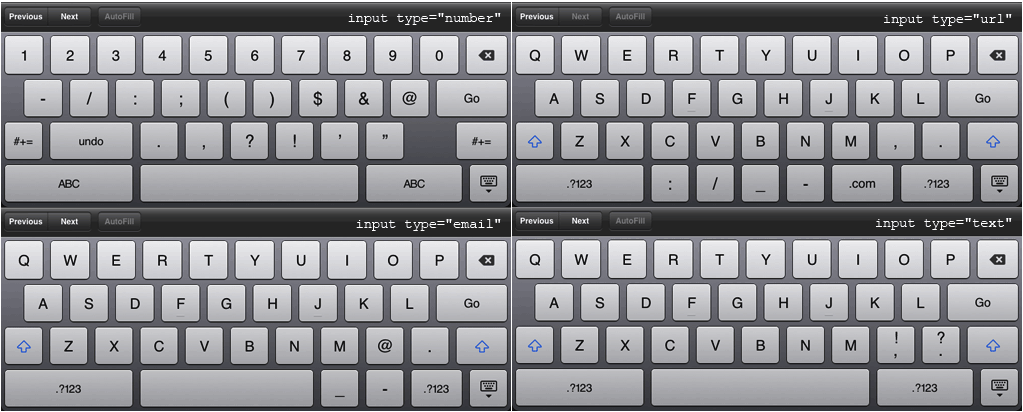 Previous Next AutoFill input type="number"
1 2 3 4 5 6 7 8 9 0
- / : ; ( ) $ & @ Go
#+= undo . , ? ! ’ ” #+=
ABC ABC
Previous Next AutoFill input type="url"
Q W E R T Y U I O P
A S D F G H J K L Go
Z X C V B N M , .
.?123 : / _ - .com .?123
Previous Next AutoFill input type="email"
Q W E R T Y U I O P
A S D F G H J K L Go
Z X C V B N M @ .
.?123 _ - .?123
Previous Next AutoFill input type="text"
Q W E R T Y U I O P
A S D F G H J K L Go
Z X C V B N M ! , ? .
.?123 .?123